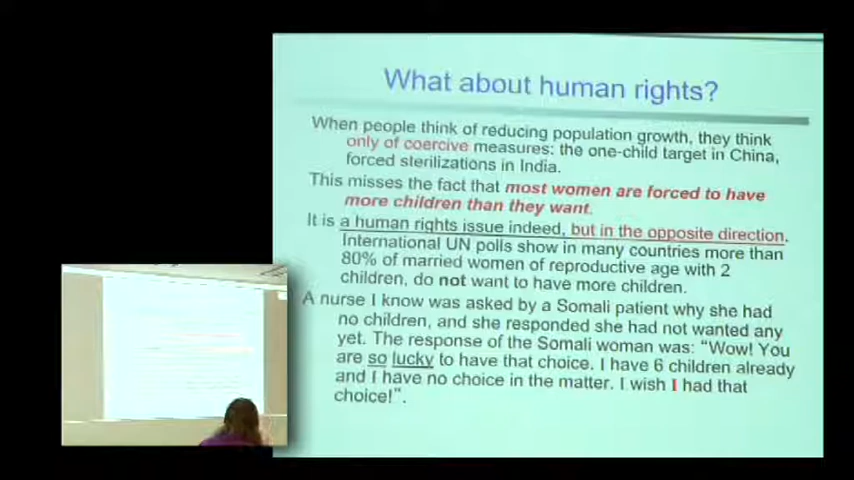 What about human rights?
When people think of reducing population growth, they think
only of coercive measures: the one-child target in China,
forced sterilizations in India.
This misses the fact that most women are forced to have
more children than they want.
It is a human rights issue indeed, but in the opposite direction.
International UN polls show in many countries more than
80% of married women of reproductive age with 2
children, do not want to have more children.
A nurse I know was asked by a Somali patient why she had
no children, and she responded she had not wanted any
yet. The response of the Somali woman was: “Wow! You
are so lucky to have that choice. I have 6 children already
and I have no choice in the matter. I wish I had that
choice!”.